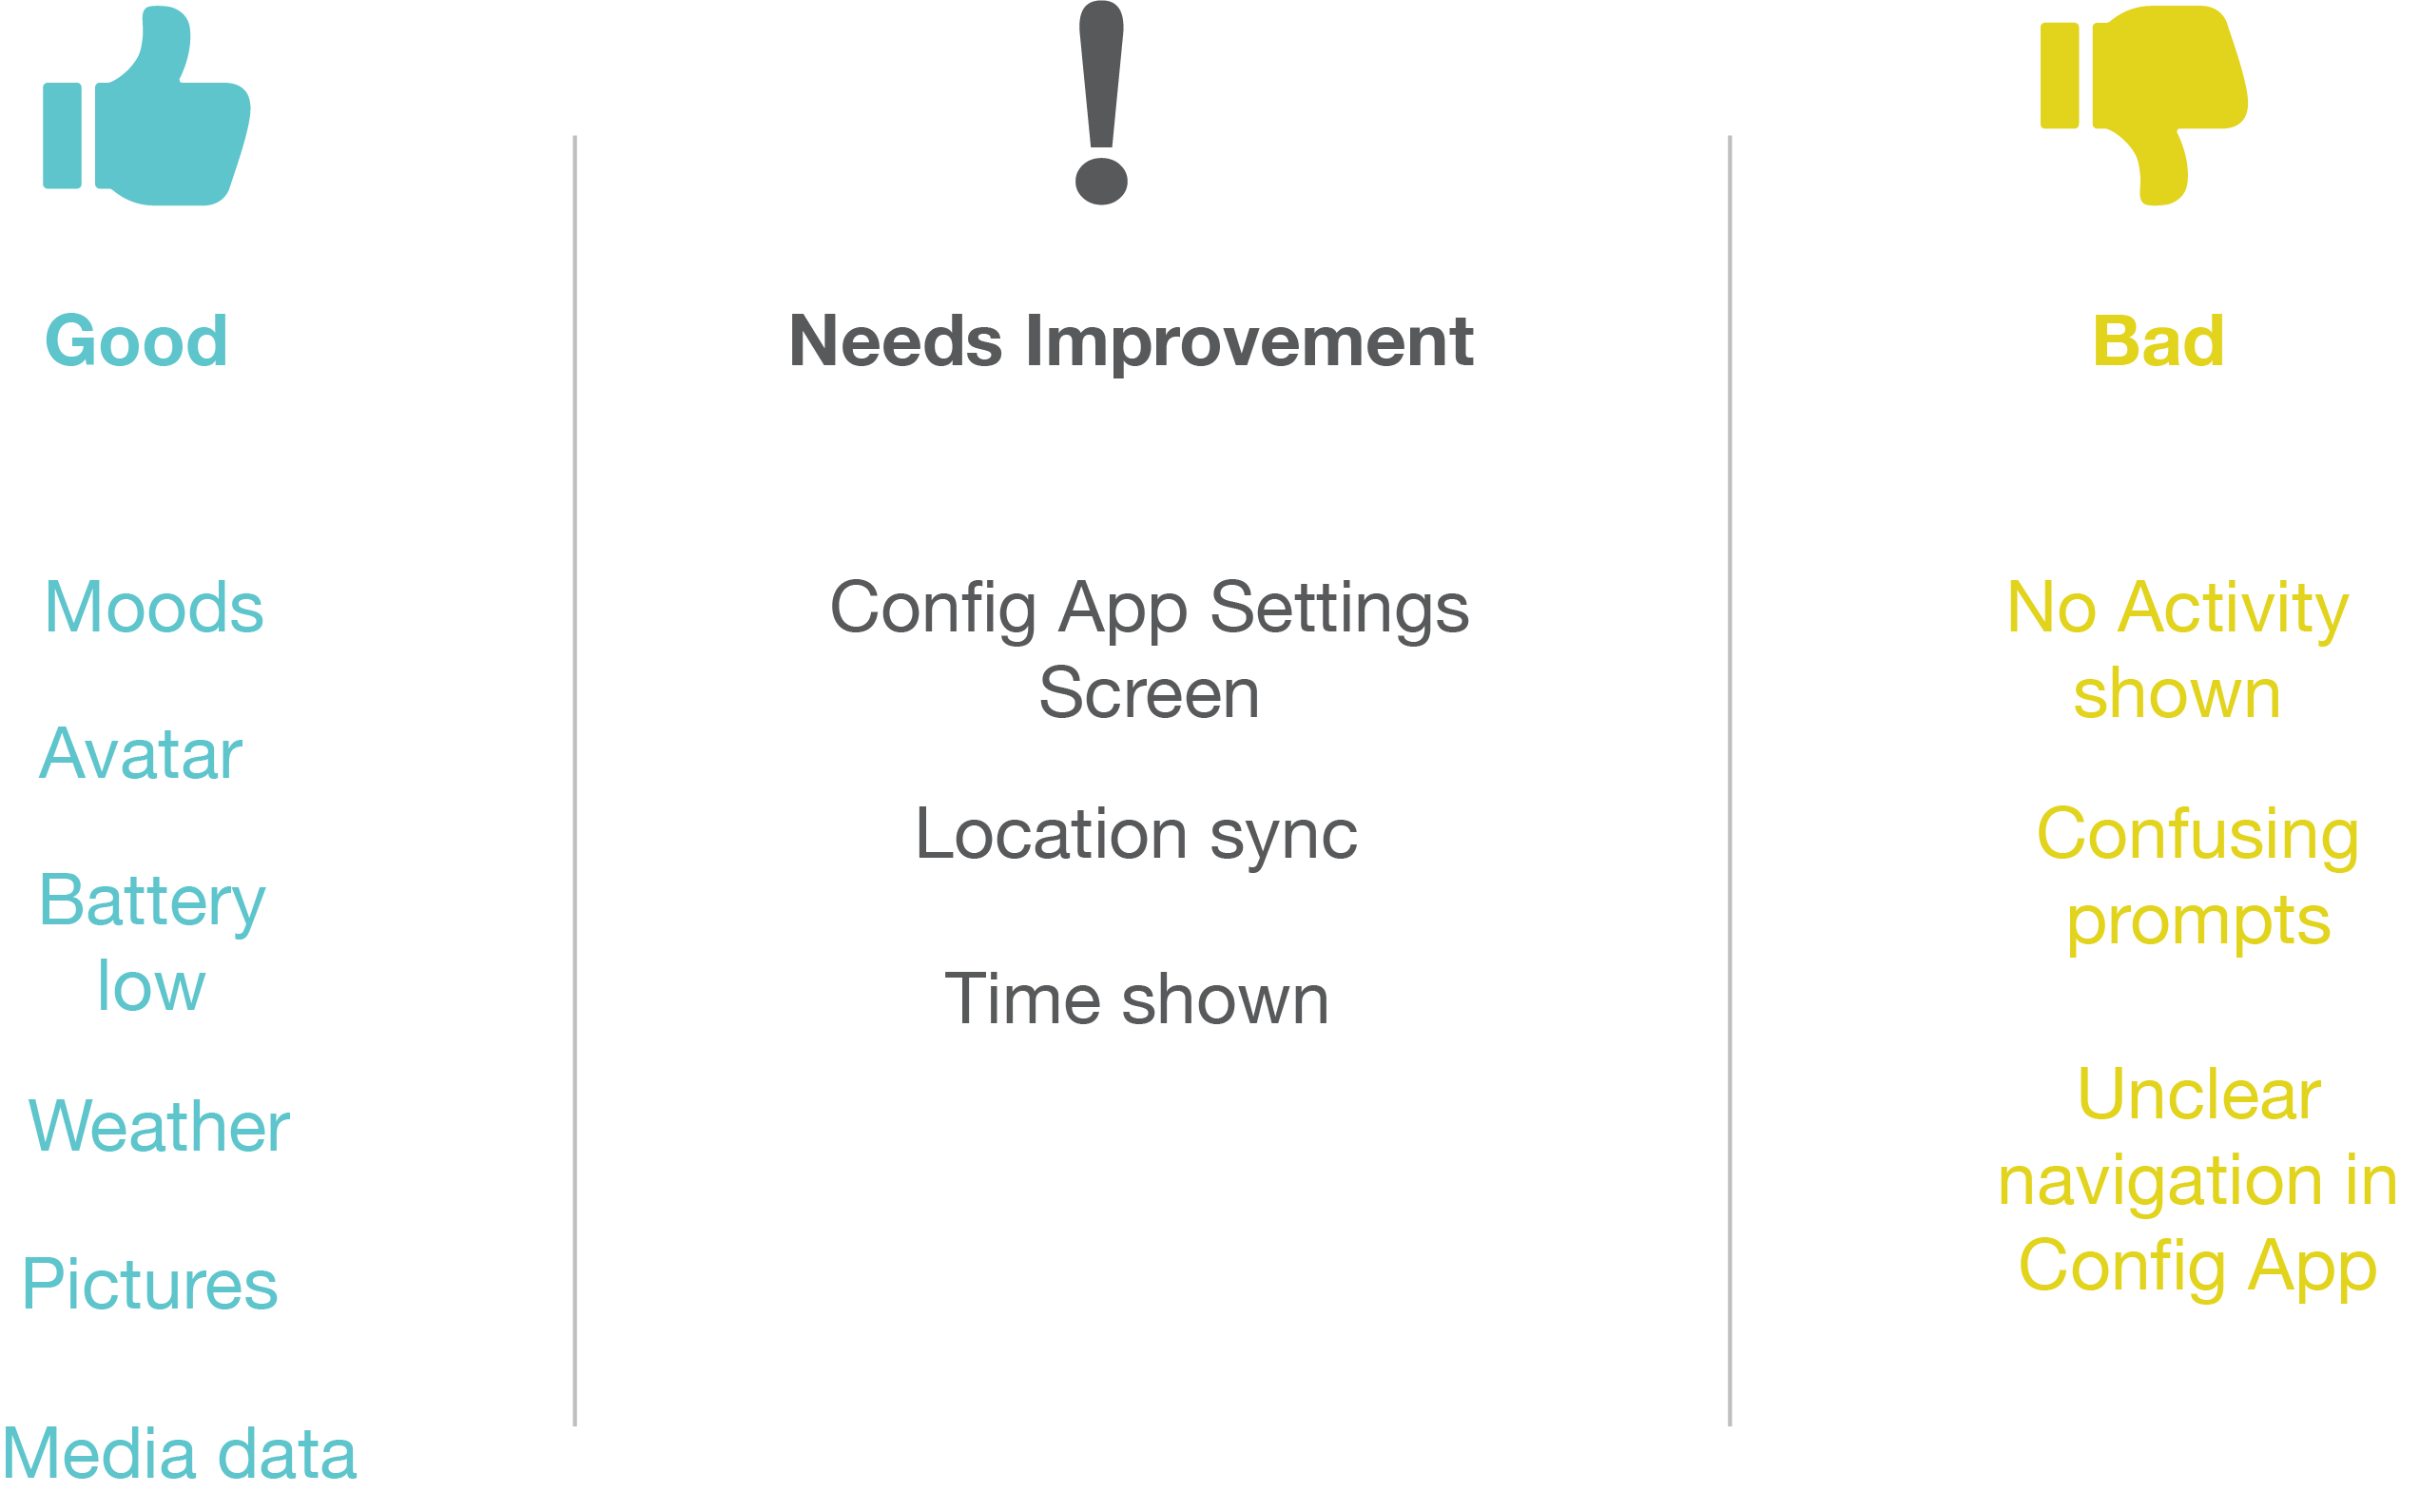 Good
Moods
Avatar
Battery
low
Weather
Pictures
Media data
Needs Improvement
Config App Settings
Screen
Location sync
Time shown
Bad
No Activity
shown
Confusing
prompts
Unclear
navigation in
Config App